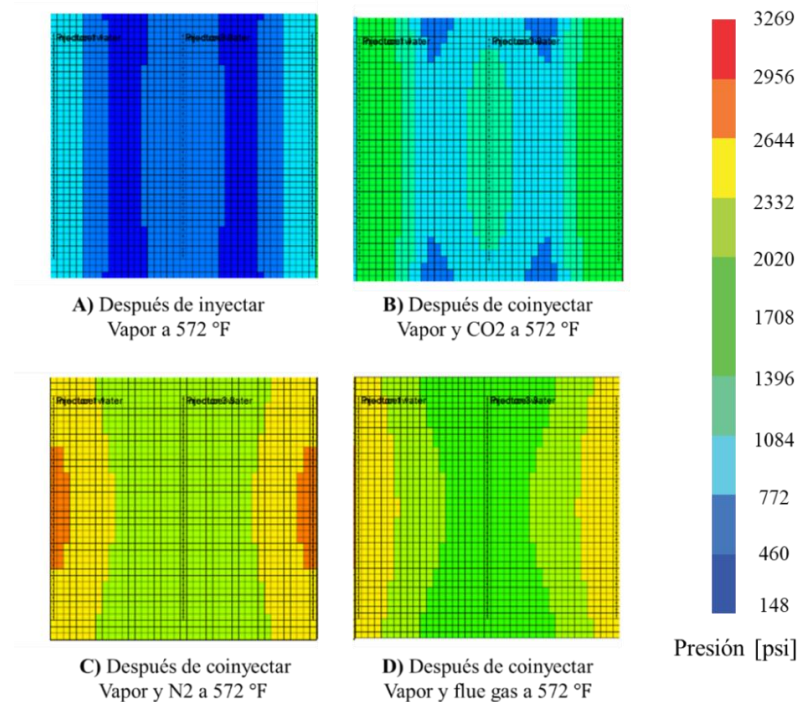 A) Después de inyectar
Vapor a 572 °F
B) Después de coinyectar
Vapor y CO2 a 572 °F
C) Después de coinyectar
Vapor y N2 a 572 °F
D) Después de coinyectar
Vapor y flue gas a 572 °F
3269
2956
2644
2332
2020
1708
1396
1084
772
460
148
Presión [psi]